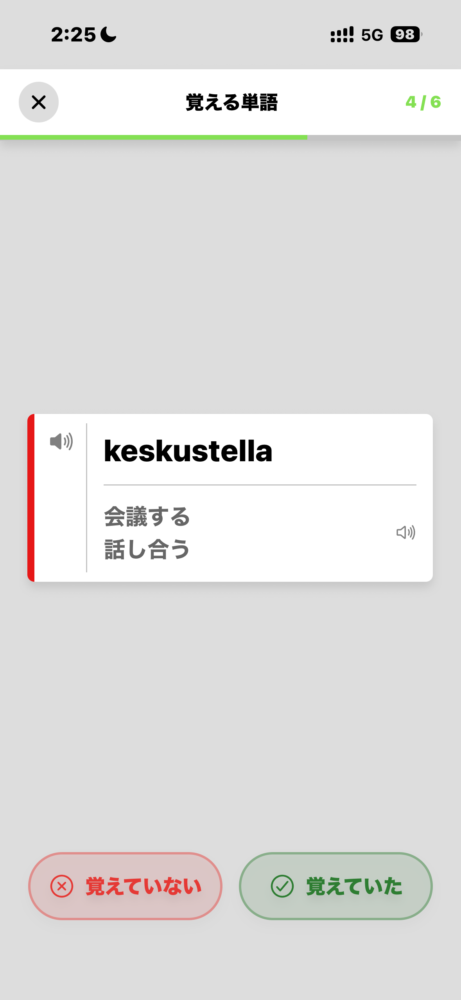 2:25
5G
98
覚える単語
4 / 6
keskustella
会議する
話し合う
覚えていない
覚えていた